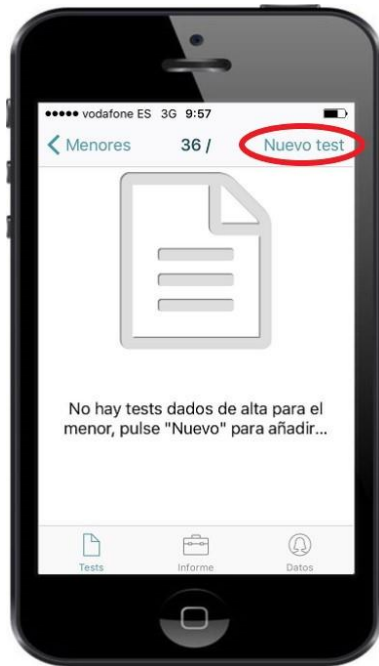 vodafone ES 3G 9:57
Menores 36 / Nuevo test
No hay tests dados de alta para el
menor, pulse "Nuevo" para añadir...
Tests Informe Datos